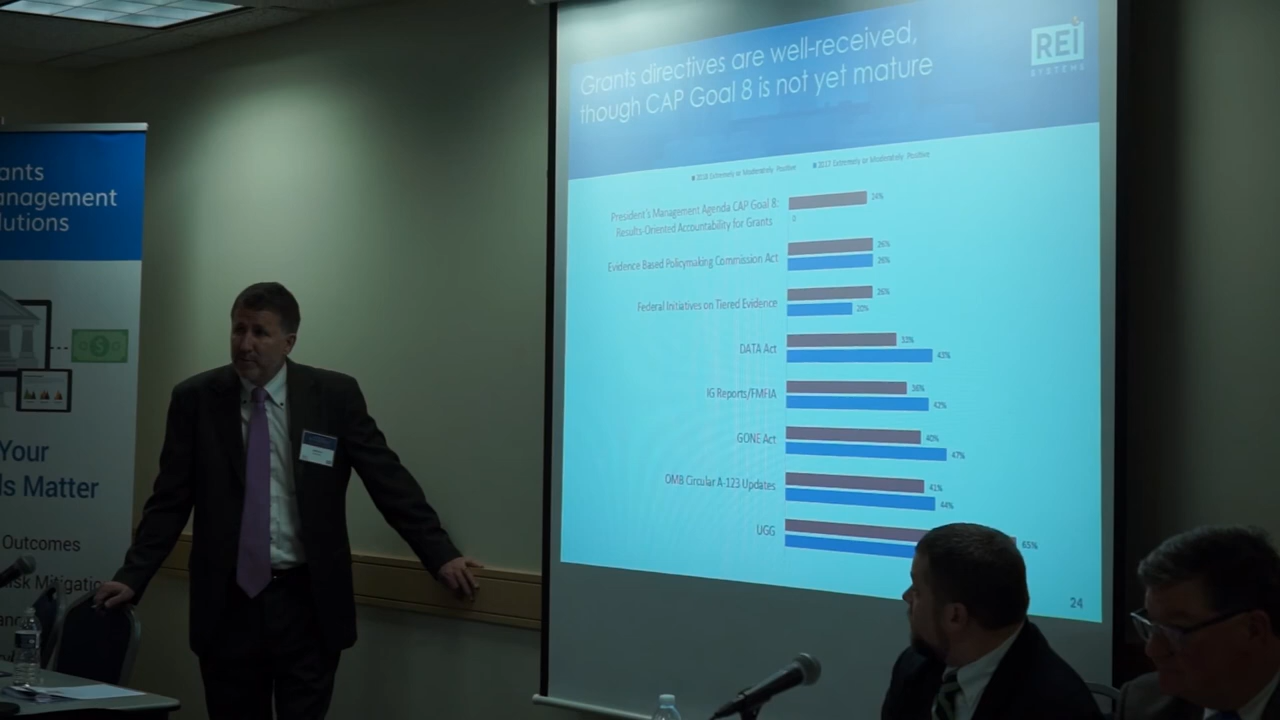 ants
anagement
lutions
Your
ls Matter
Outcomes
isk Mitigatio
Grants directives are well-received,
though CAP Goal 8 is not yet mature
REI
SYSTEMS
2018 Extremely or Moderately Positive
2017 Extremely or Moderately Positive
President's Management Agenda CAP Goal 8:
Results-Oriented Accountability for Grants
24%
0
Evidence Based Policymaking Commission Act
26%
26%
Federal Initiatives on Tiered Evidence
26%
20%
DATA Act
33%
43%
IG Reports/FMFIA
36%
42%
GONE Act
40%
47%
OMB Circular A-123 Updates
41%
44%
UGG
65%
24